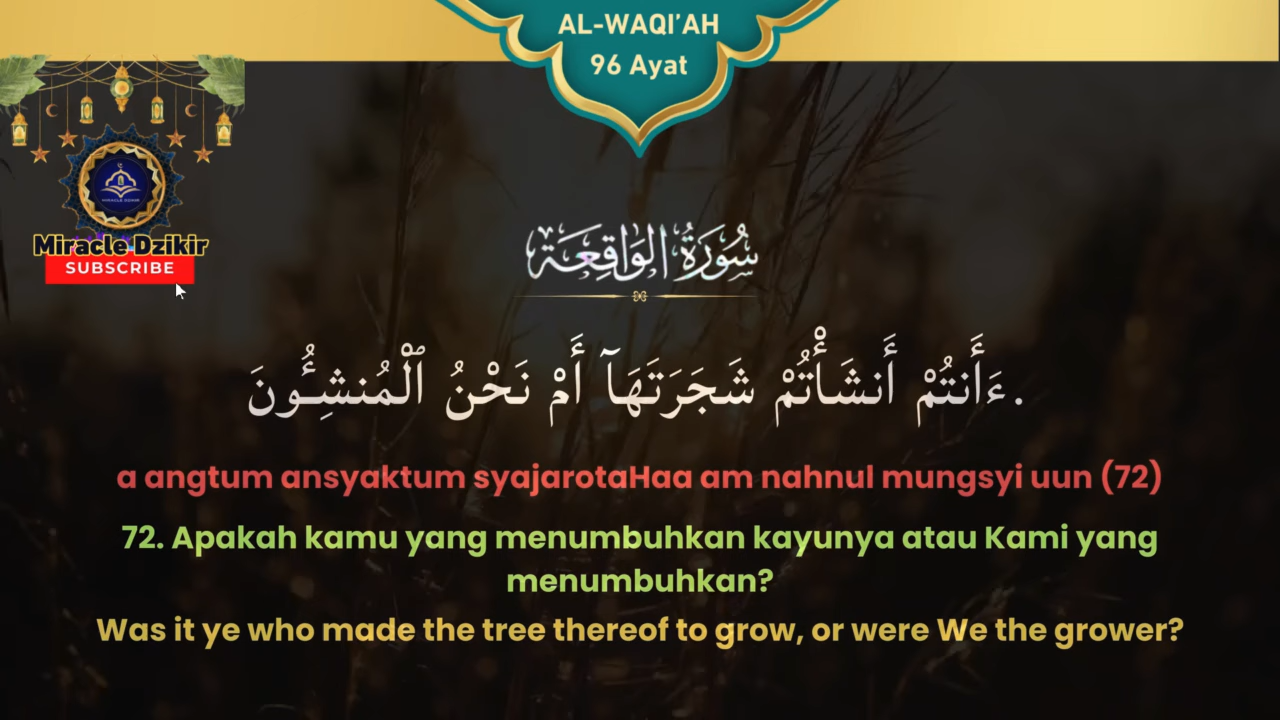 AL-WAQI'AH
96 Ayat
Miracle Dzikir
SUBSCRIBE
سُورَةُ الوَاقِعَة
ءَأَنتُمْ أَنشَأْتُمْ شَجَرَتَهَآ أَمْ نَحْنُ ٱلْمُنشِـُٔونَ.
a angtum ansyaktum syajarotaHaa am nahnul mungsyi uun (72)
72. Apakah kamu yang menumbuhkan kayunya atau Kami yang
menumbuhkan?
Was it ye who made the tree thereof to grow, or were We the grower?